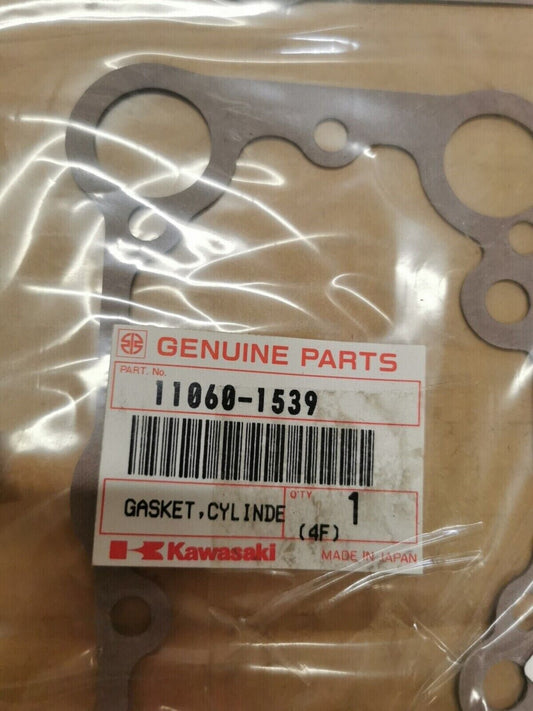 GENUINE PARTS
PART. No.
11060-1539
GASKET,CYLINDE
Q'TY 1
(4F)
Kawasaki
MADE IN JAPAN